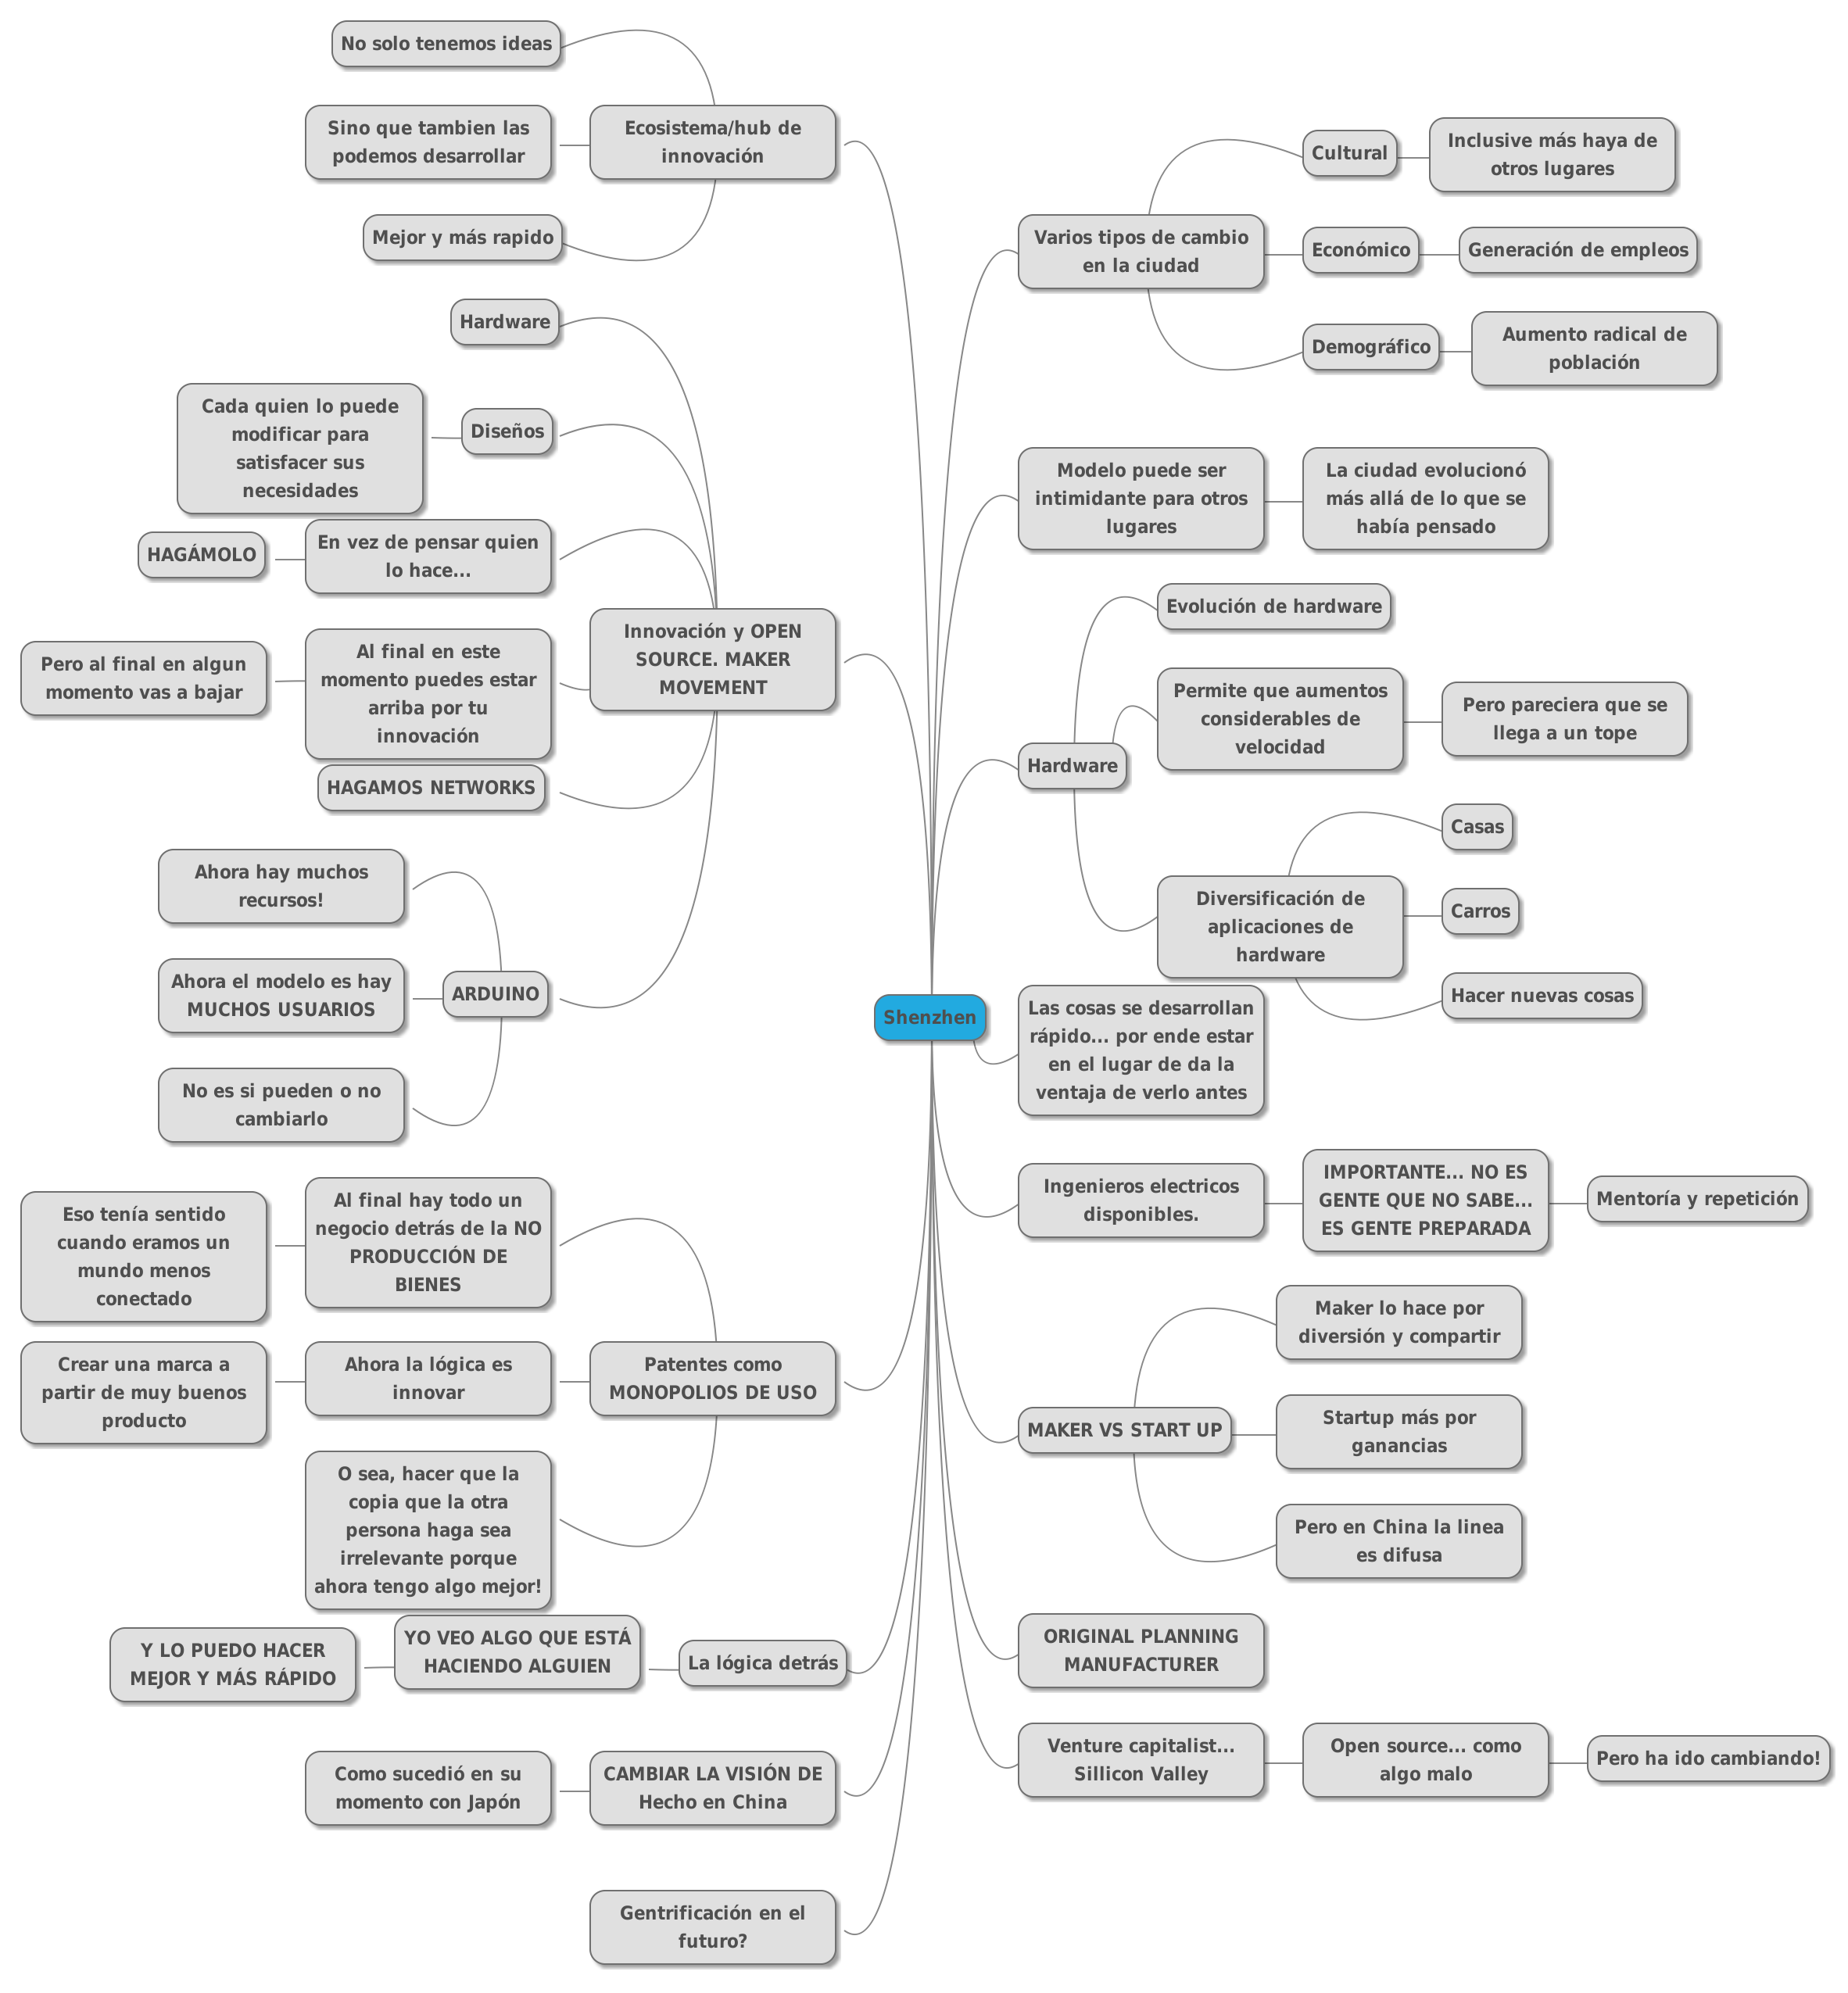 No solo tenemos ideas
Sino que tambien las
podemos desarrollar
Ecosistema/hub de
innovación
Mejor y más rapido
Hardware
Cada quien lo puede
modificar para
satisfacer sus
necesidades
Diseños
HAGÁMOLO
En vez de pensar quien
lo hace...
Pero al final en algun
momento vas a bajar
Al final en este
momento puedes estar
arriba por tu
innovación
Innovación y OPEN
SOURCE. MAKER
MOVEMENT
HAGAMOS NETWORKS
Ahora hay muchos
recursos!
Ahora el modelo es hay
MUCHOS USUARIOS
ARDUINO
No es si pueden o no
cambiarlo
Eso tenía sentido
cuando eramos un
mundo menos
conectado
Al final hay todo un
negocio detrás de la NO
PRODUCCIÓN DE
BIENES
Crear una marca a
partir de muy buenos
producto
Ahora la lógica es
innovar
Patentes como
MONOPOLIOS DE USO
O sea, hacer que la
copia que la otra
persona haga sea
irrelevante porque
ahora tengo algo mejor!
Y LO PUEDO HACER
MEJOR Y MÁS RÁPIDO
YO VEO ALGO QUE ESTÁ
HACIENDO ALGUIEN
La lógica detrás
Como sucedió en su
momento con Japón
CAMBIAR LA VISIÓN DE
Hecho en China
Gentrificación en el
futuro?
Shenzhen
Varios tipos de cambio
en la ciudad
Cultural
Inclusive más haya de
otros lugares
Económico
Generación de empleos
Demográfico
Aumento radical de
población
Modelo puede ser
intimidante para otros
lugares
La ciudad evolucionó
más allá de lo que se
había pensado
Hardware
Evolución de hardware
Permite que aumentos
considerables de
velocidad
Pero pareciera que se
llega a un tope
Diversificación de
aplicaciones de
hardware
Casas
Carros
Hacer nuevas cosas
Las cosas se desarrollan
rápido... por ende estar
en el lugar de da la
ventaja de verlo antes
Ingenieros electricos
disponibles.
IMPORTANTE... NO ES
GENTE QUE NO SABE...
ES GENTE PREPARADA
Mentoría y repetición
MAKER VS START UP
Maker lo hace por
diversión y compartir
Startup más por
ganancias
Pero en China la linea
es difusa
ORIGINAL PLANNING
MANUFACTURER
Venture capitalist...
Sillicon Valley
Open source... como
algo malo
Pero ha ido cambiando!